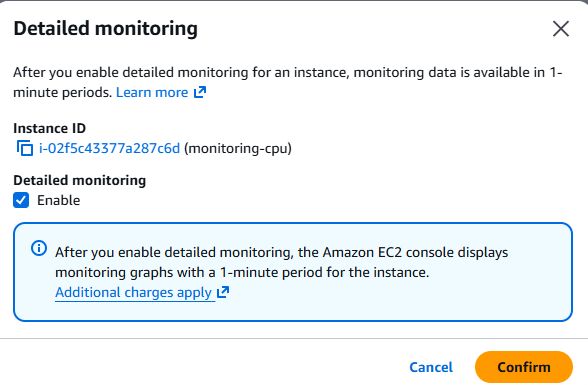 Detailed monitoring
After you enable detailed monitoring for an instance, monitoring data is available in 1-
minute periods. Learn more
Instance ID
i-02f5c43377a287c6d (monitoring-cpu)
Detailed monitoring
Enable
After you enable detailed monitoring, the Amazon EC2 console displays
monitoring graphs with a 1-minute period for the instance.
Additional charges apply
Cancel
Confirm